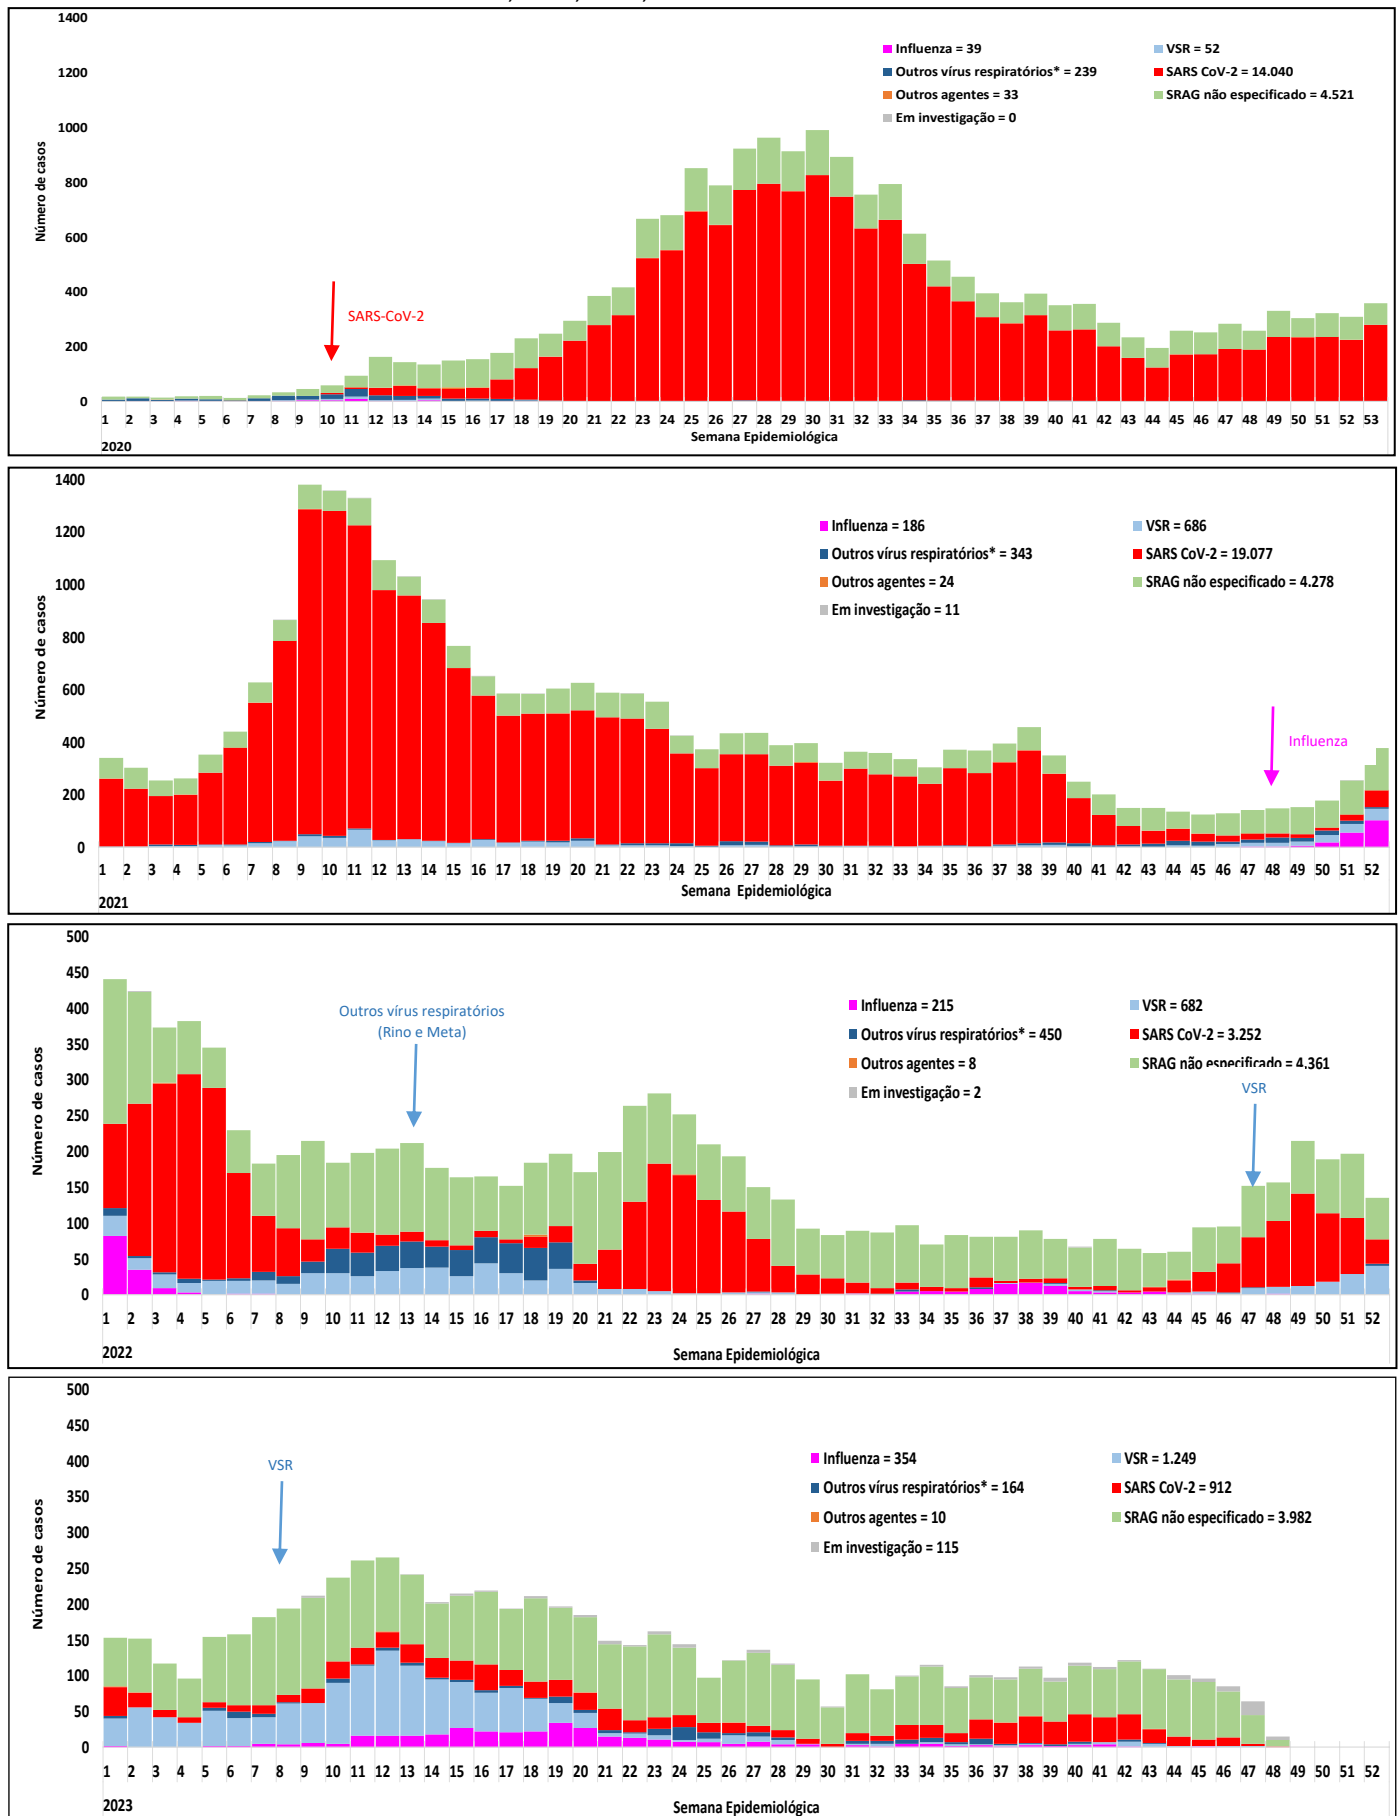 1400
1200
1000
800
600
400
200
0
Número de casos
Influenza = 39
VSR = 52
Outros vírus respiratórios* = 239
SARS CoV-2 = 14.040
Outros agentes = 33
SRAG não especificado = 4.521
Em investigação = 0
SARS-CoV-2
1 2 3 4 5 6 7 8 9 10 11 12 13 14 15 16 17 18 19 20 21 22 23 24 25 26 27 28 29 30 31 32 33 34 35 36 37 38 39 40 41 42 43 44 45 46 47 48 49 50 51 52 53
Semana Epidemiológica
2020
1400
1200
1000
800
600
400
200
0
Número de casos
Influenza = 186
VSR = 686
Outros vírus respiratórios* = 343
SARS CoV-2 = 19.077
Outros agentes = 24
SRAG não especificado = 4.278
Em investigação = 11
Influenza
1 2 3 4 5 6 7 8 9 10 11 12 13 14 15 16 17 18 19 20 21 22 23 24 25 26 27 28 29 30 31 32 33 34 35 36 37 38 39 40 41 42 43 44 45 46 47 48 49 50 51 52
Semana Epidemiológica
2021
500
450
400
350
300
250
200
150
100
50
0
Número de casos
Outros vírus respiratórios
(Rino e Meta)
Influenza = 215
VSR = 682
Outros vírus respiratórios* = 450
SARS CoV-2 = 3.252
Outros agentes = 8
SRAG não especificado = 4.361
Em investigação = 2
VSR
1 2 3 4 5 6 7 8 9 10 11 12 13 14 15 16 17 18 19 20 21 22 23 24 25 26 27 28 29 30 31 32 33 34 35 36 37 38 39 40 41 42 43 44 45 46 47 48 49 50 51 52
2022
Semana Epidemiológica
500
450
400
350
300
250
200
150
100
50
0
Número de casos
VSR
Influenza = 354
VSR = 1.249
Outros vírus respiratórios* = 164
SARS CoV-2 = 912
Outros agentes = 10
SRAG não especificado = 3.982
Em investigação = 115
1 2 3 4 5 6 7 8 9 10 11 12 13 14 15 16 17 18 19 20 21 22 23 24 25 26 27 28 29 30 31 32 33 34 35 36 37 38 39 40 41 42 43 44 45 46 47 48 49 50 51 52
2023
Semana Epidemiológica